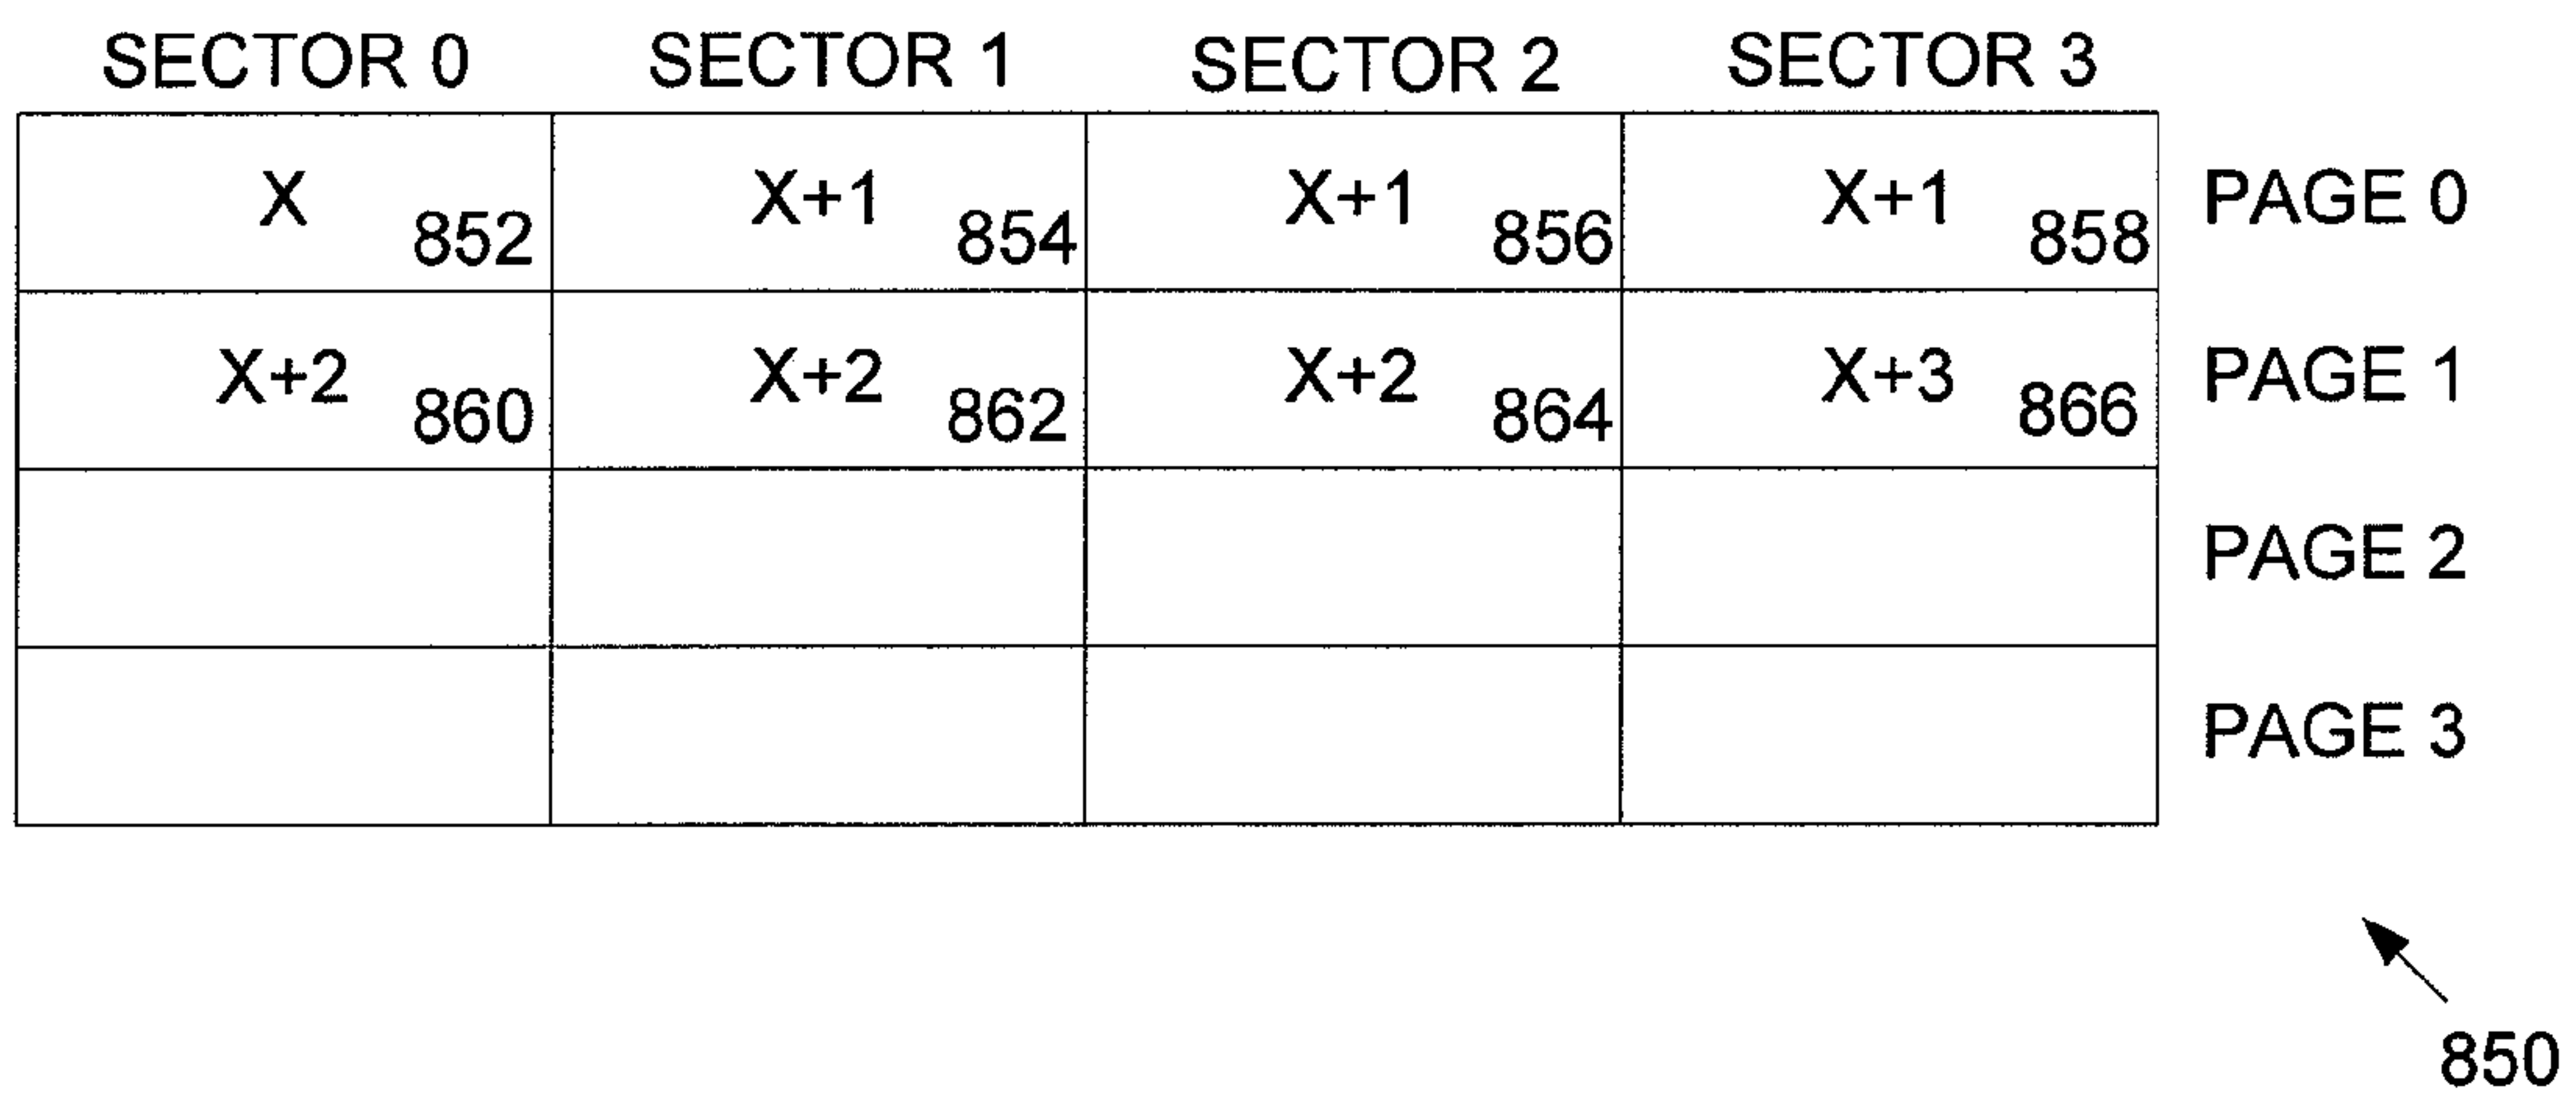 SECTOR 0 SECTOR 1 SECTOR 2 SECTOR 3
X 852 X+1 854 X+1 856 X+1 858 PAGE 0
X+2 860 X+2 862 X+2 864 X+3 866 PAGE 1
PAGE 2
PAGE 3
850